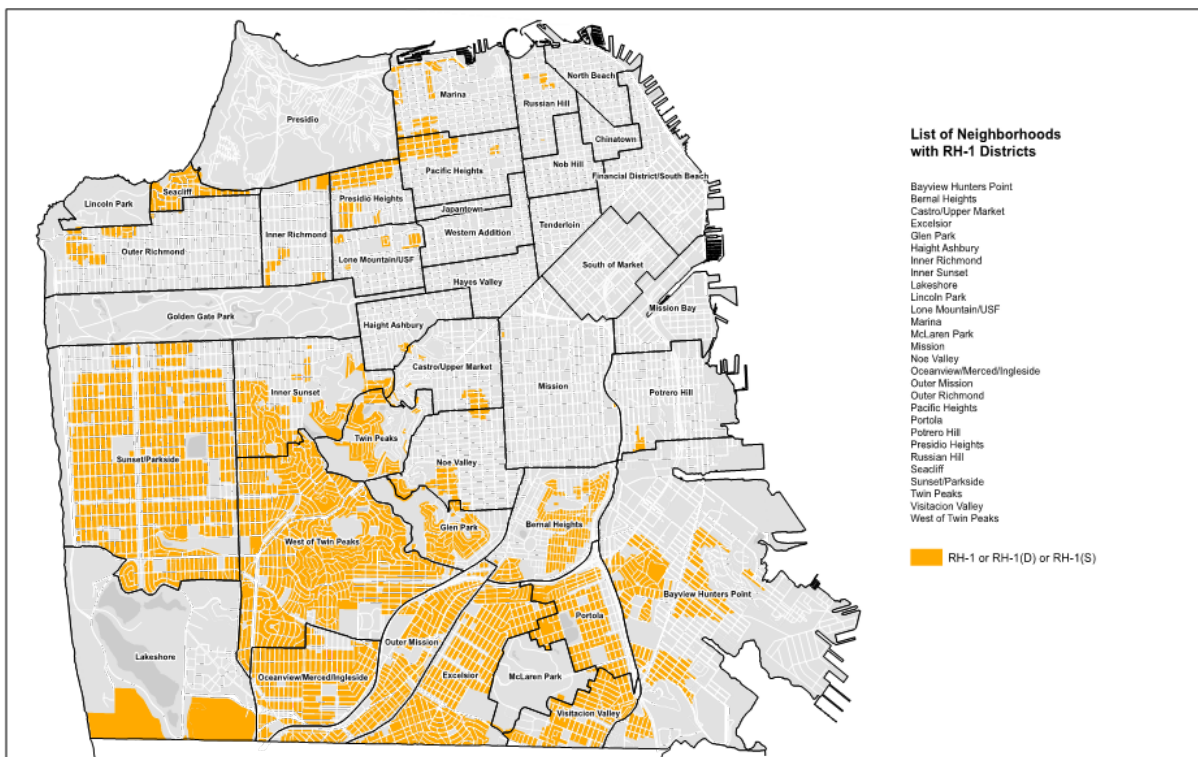 North Beach
Marina
Russian Hill
Presidio
Chinatown
Nob Hill
Pacific Heights
Financial District/South Beach
Seacliff
Lincoln Park
Presidio Heights
Japantown
Tenderloin
Western Addition
Inner Richmond
Outer Richmond
Lone Mountain/USF
South of Market
Hayes Valley
Mission Bay
Golden Gate Park
Haight Ashbury
Castro/Upper Market
Mission
Inner Sunset
Potrero Hill
Twin Peaks
Sunset/Parkside
Noe Valley
Glen Park
Bernal Heights
West of Twin Peaks
Bayview Hunters Point
Portola
Outer Mission
Lakeshore
Oceanview/Merced/Ingleside
Excelsior
McLaren Park
Visitacion Valley
List of Neighborhoods
with RH-1 Districts
Bayview Hunters Point
Bernal Heights
Castro/Upper Market
Excelsior
Glen Park
Haight Ashbury
Inner Richmond
Inner Sunset
Lakeshore
Lincoln Park
Lone Mountain/USF
Marina
McLaren Park
Mission
Noe Valley
Oceanview/Merced/Ingleside
Outer Mission
Outer Richmond
Pacific Heights
Portola
Potrero Hill
Presidio Heights
Russian Hill
Seacliff
Sunset/Parkside
Twin Peaks
Visitacion Valley
West of Twin Peaks
RH-1 or RH-1(D) or RH-1(S)